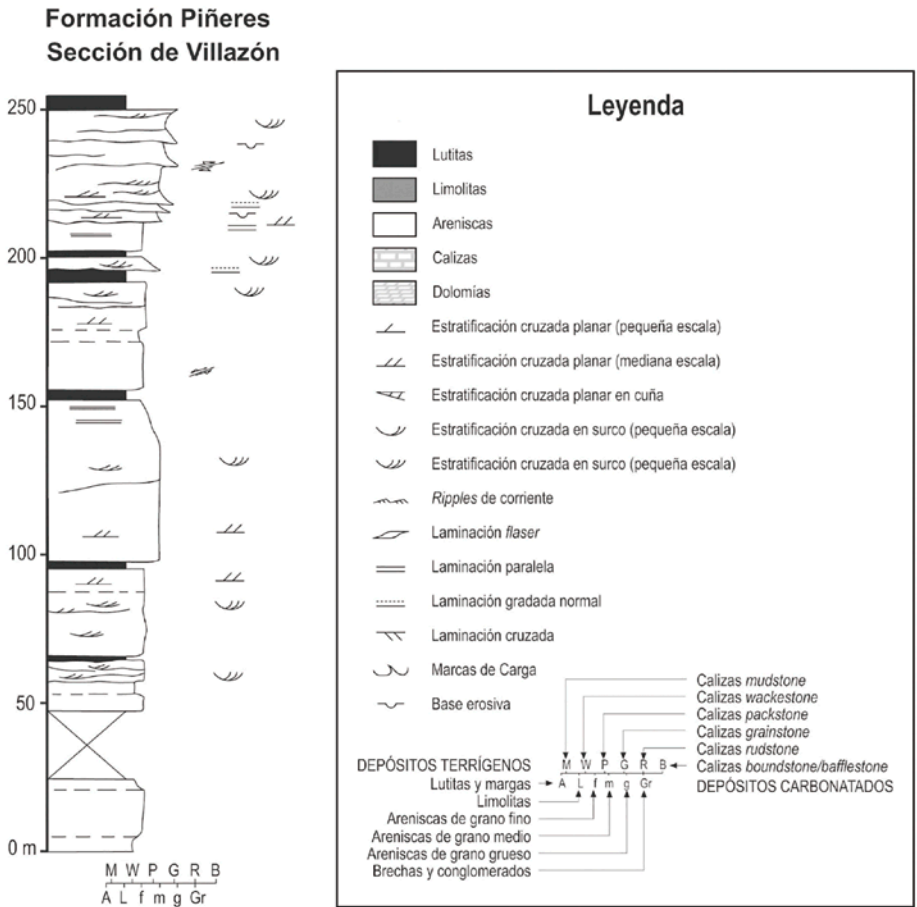 Formación Piñeres
Sección de Villazón
250
200
150
100
50
0 m
M W P G R B
A L f m g Gr
Leyenda
Lutitas
Limolitas
Areniscas
Calizas
Dolomías
Estratificación cruzada planar (pequeña escala)
Estratificación cruzada planar (mediana escala)
Estratificación cruzada planar en cuña
Estratificación cruzada en surco (pequeña escala)
Estratificación cruzada en surco (pequeña escala)
Ripples de corriente
Laminación flaser
Laminación paralela
Laminación gradada normal
Laminación cruzada
Marcas de Carga
Base erosiva
Calizas mudstone
Calizas wackestone
Calizas packstone
Calizas grainstone
Calizas rudstone
Calizas boundstone/bafflestone
DEPÓSITOS TERRÍGENOS
M W P G R B
DEPÓSITOS CARBONATADOS
Lutitas y margas
A L f m g Gr
Limolitas
Areniscas de grano fino
Areniscas de grano medio
Areniscas de grano grueso
Brechas y conglomerados